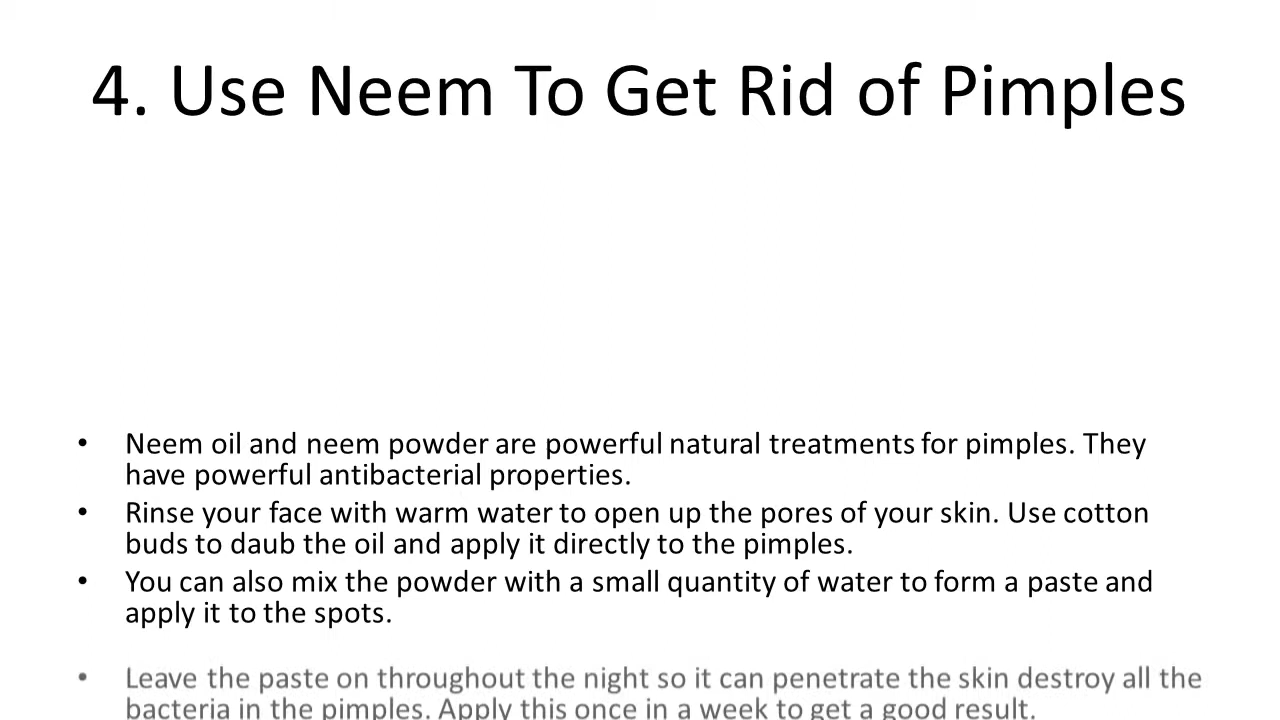 4. Use Neem To Get Rid of Pimples
• Neem oil and neem powder are powerful natural treatments for pimples. They
have powerful antibacterial properties.
• Rinse your face with warm water to open up the pores of your skin. Use cotton
buds to daub the oil and apply it directly to the pimples.
• You can also mix the powder with a small quantity of water to form a paste and
apply it to the spots.
• Leave the paste on throughout the night so it can penetrate the skin destroy all the
bacteria in the pimples. Apply this once in a week to get a good result.